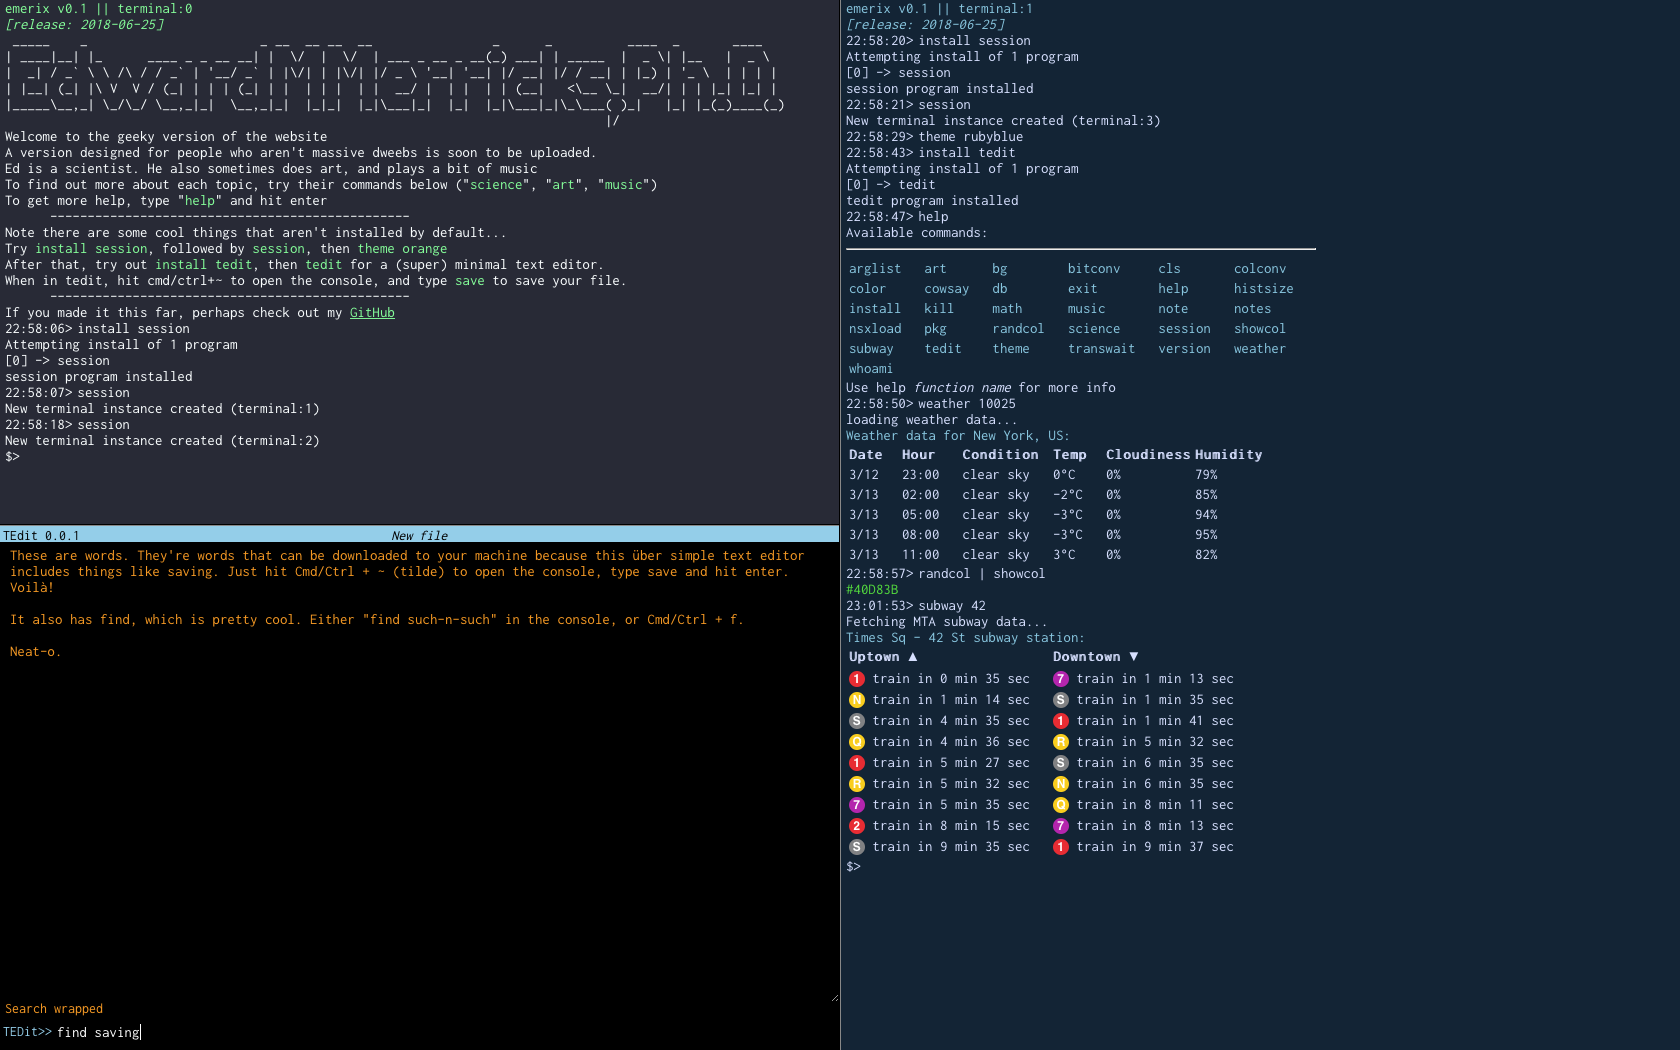 emerix v0.1 || terminal:0
[release: 2018-06-25]
Welcome to the geeky version of the website
A version designed for people who aren't massive dweebs is soon to be uploaded.
Ed is a scientist. He also sometimes does art, and plays a bit of music
To find out more about each topic, try their commands below ("science", "art", "music")
To get more help, type "help" and hit enter
------------------------------------------------
Note there are some cool things that aren't installed by default...
Try install session, followed by session, then theme orange
After that, try out install tedit, then tedit for a (super) minimal text editor.
When in tedit, hit cmd/ctrl+~ to open the console, and type save to save your file.
------------------------------------------------
If you made it this far, perhaps check out my GitHub
22:58:06> install session
Attempting install of 1 program
[0] -> session
session program installed
22:58:07> session
New terminal instance created (terminal:1)
22:58:18> session
New terminal instance created (terminal:2)
$>
TEdit 0.0.1 New file
These are words. They're words that can be downloaded to your machine because this über simple text editor
includes things like saving. Just hit Cmd/Ctrl + ~ (tilde) to open the console, type save and hit enter.
Voilà!
It also has find, which is pretty cool. Either "find such-n-such" in the console, or Cmd/Ctrl + f.
Neat-o.
Search wrapped
TEDit>> find saving
emerix v0.1 || terminal:1
[release: 2018-06-25]
22:58:20> install session
Attempting install of 1 program
[0] -> session
session program installed
22:58:21> session
New terminal instance created (terminal:3)
22:58:29> theme rubyblue
22:58:43> install tedit
Attempting install of 1 program
[0] -> tedit
tedit program installed
22:58:47> help
Available commands:
arglist art bg bitconv cls colconv
color cowsay db exit help histsize
install kill math music note notes
nsxload pkg randcol science session showcol
subway tedit theme transwait version weather
whoami
Use help function name for more info
22:58:50> weather 10025
loading weather data...
Weather data for New York, US:
Date Hour Condition Temp Cloudiness Humidity
3/12 23:00 clear sky 0°C 0% 79%
3/13 02:00 clear sky -2°C 0% 85%
3/13 05:00 clear sky -3°C 0% 94%
3/13 08:00 clear sky -3°C 0% 95%
3/13 11:00 clear sky 3°C 0% 82%
22:58:57> randcol | showcol
#40D83B
23:01:53> subway 42
Fetching MTA subway data...
Times Sq - 42 St subway station:
Uptown ▲ Downtown ▼
1 train in 0 min 35 sec 7 train in 1 min 13 sec
N train in 1 min 14 sec S train in 1 min 35 sec
S train in 4 min 35 sec 1 train in 1 min 41 sec
Q train in 4 min 36 sec R train in 5 min 32 sec
1 train in 5 min 27 sec S train in 6 min 35 sec
R train in 5 min 32 sec N train in 6 min 35 sec
7 train in 5 min 35 sec Q train in 8 min 11 sec
2 train in 8 min 15 sec 7 train in 8 min 13 sec
S train in 9 min 35 sec 1 train in 9 min 37 sec
$>